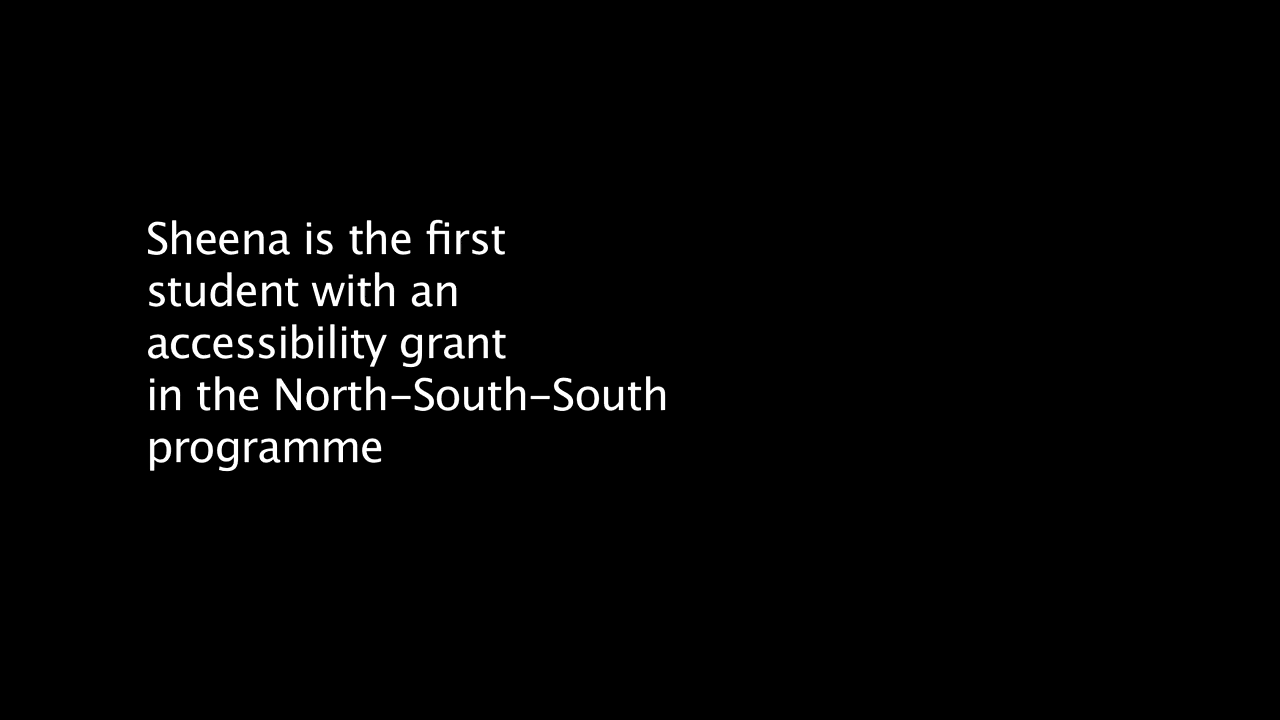 Sheena is the first
student with an
accessibility grant
in the North–South–South
programme